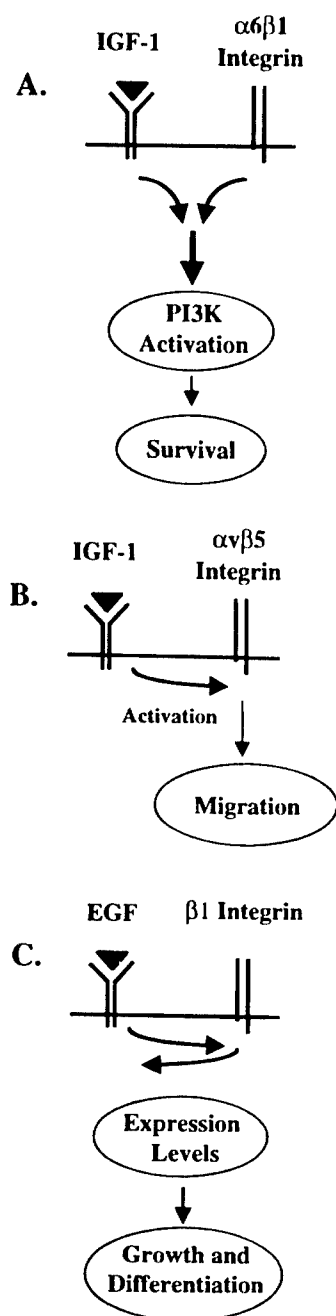 A.
IGF-1
α6β1
Integrin
PI3K
Activation
Survival
B.
IGF-1
αvβ5
Integrin
Activation
Migration
C.
EGF
β1 Integrin
Expression
Levels
Growth and
Differentiation